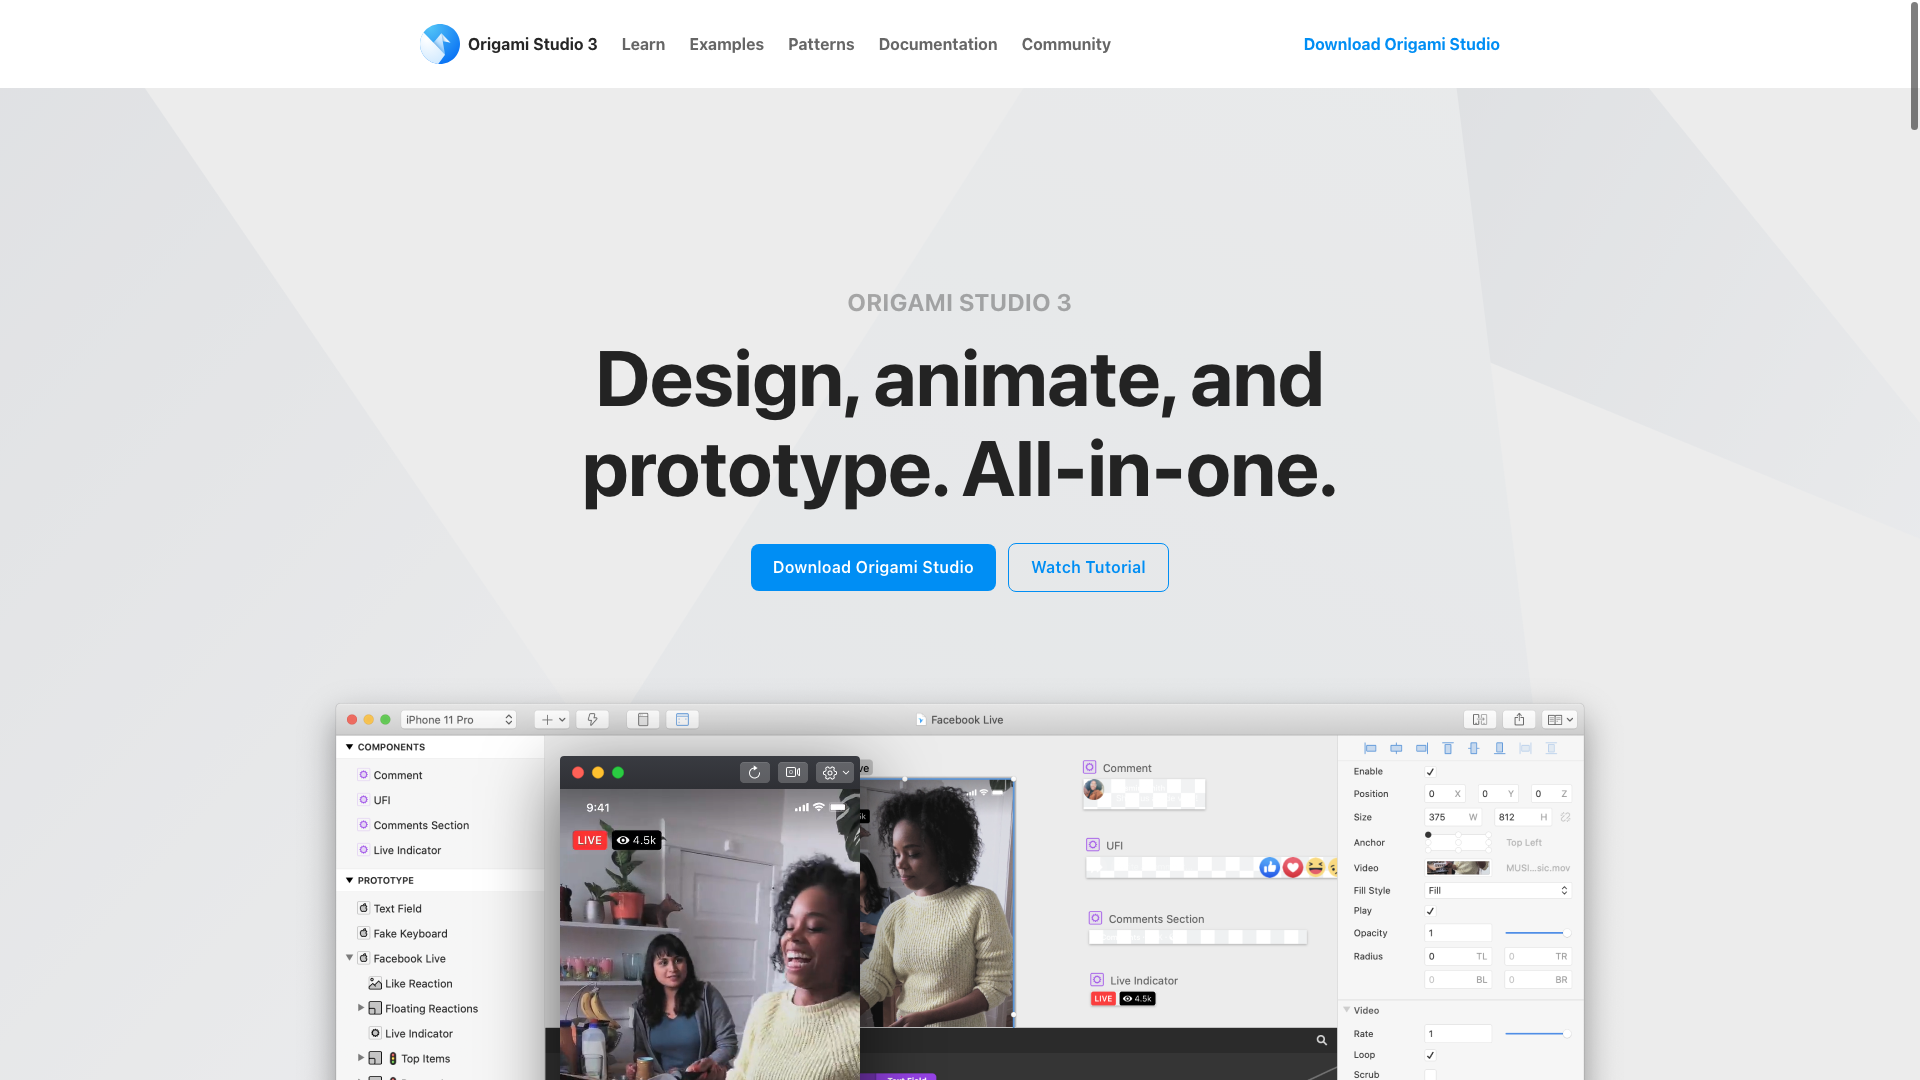 Origami Studio 3 Learn Examples Patterns Documentation Community Download Origami Studio
ORIGAMI STUDIO 3
Design, animate, and
prototype. All-in-one.
Download Origami Studio Watch Tutorial
iPhone 11 Pro
Facebook Live
COMPONENTS
Comment
UFI
Comments Section
Live Indicator
PROTOTYPE
Text Field
Fake Keyboard
Facebook Live
Like Reaction
Floating Reactions
Live Indicator
Top Items
9:41
LIVE 4.5k
ve
Comment
UFI
Comments Section
Live Indicator
LIVE 4.5k
Text Field
Enable
Position 0 X 0 Y 0 Z
Size 375 W 812 H
Anchor Top Left
Video MUSI...sic.mov
Fill Style Fill
Play
Opacity 1
Radius 0 TL 0 TR
0 BL 0 BR
Video
Rate 1
Loop
Scrub